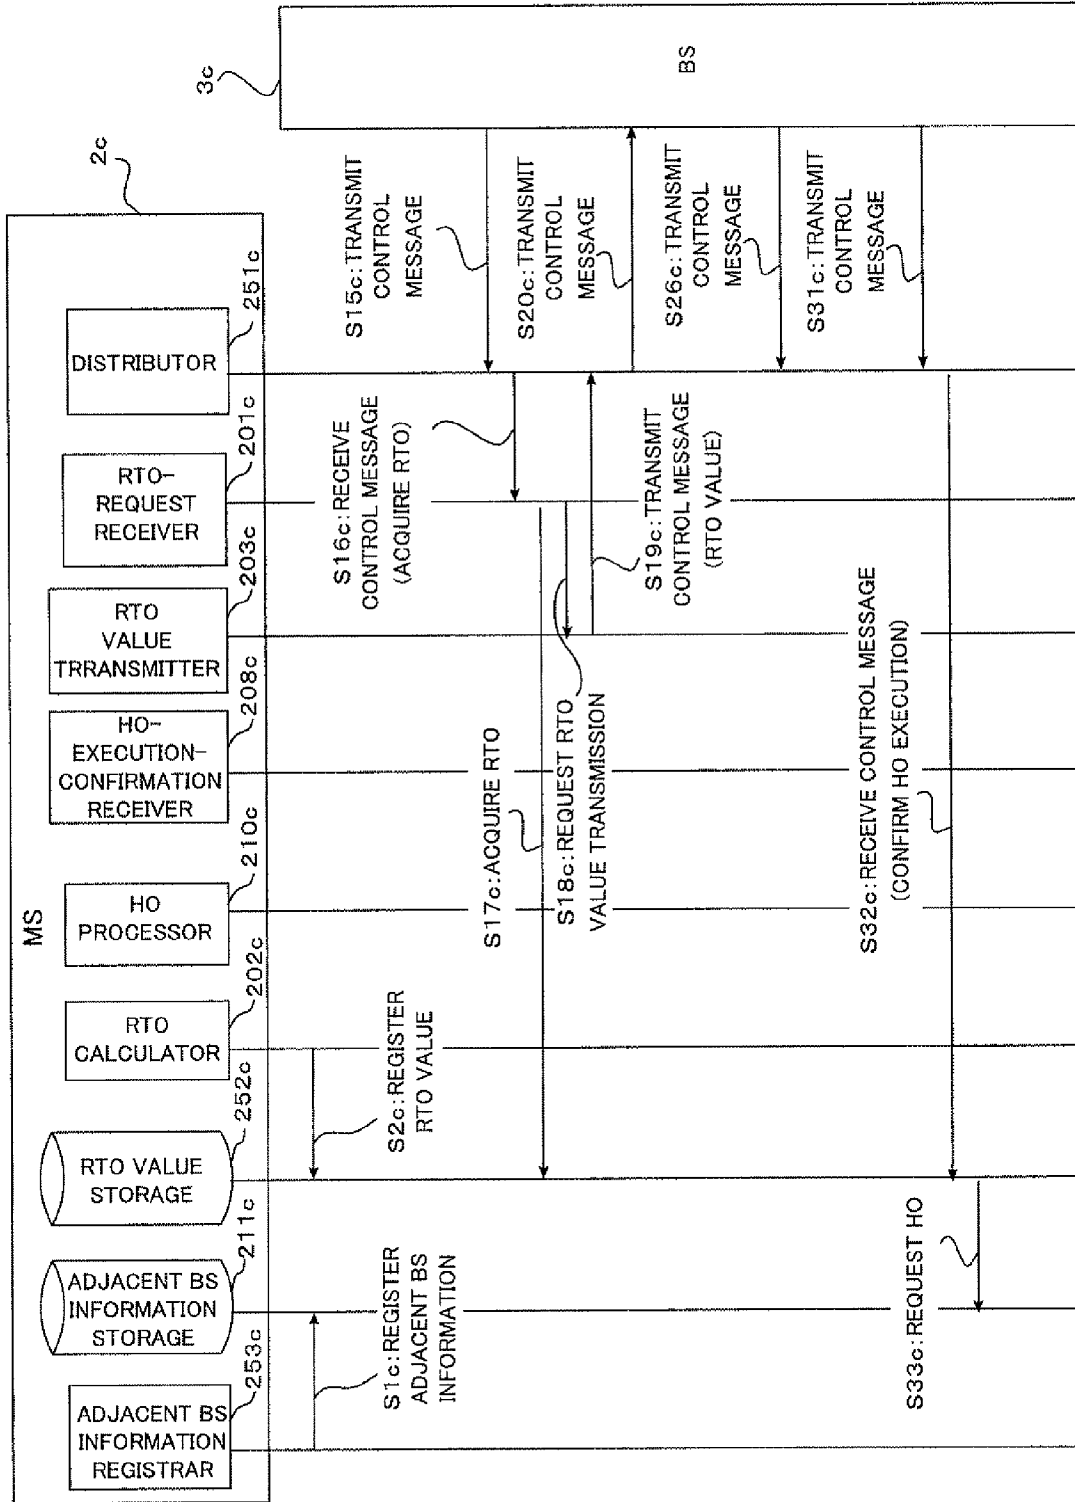 MS
2c
3c
BS
ADJACENT BS
INFORMATION
REGISTRAR
253c
ADJACENT BS
INFORMATION
STORAGE
211c
RTO VALUE
STORAGE
252c
RTO
CALCULATOR
202c
HO
PROCESSOR
210c
HO-
EXECUTION-
CONFIRMATION
RECEIVER
208c
RTO
VALUE
TRRANSMITTER
203c
RTO-
REQUEST
RECEIVER
201c
DISTRIBUTOR
251c
S1c:REGISTER
ADJACENT BS
INFORMATION
S2c:REGISTER
RTO VALUE
S15c:TRANSMIT
CONTROL
MESSAGE
S16c:RECEIVE
CONTROL MESSAGE
(ACQUIRE RTO)
S17c:ACQUIRE RTO
S18c:REQUEST RTO
VALUE TRANSMISSION
S19c:TRANSMIT
CONTROL MESSAGE
(RTO VALUE)
S20c:TRANSMIT
CONTROL
MESSAGE
S26c:TRANSMIT
CONTROL
MESSAGE
S31c:TRANSMIT
CONTROL
MESSAGE
S32c:RECEIVE CONTROL MESSAGE
(CONFIRM HO EXECUTION)
S33c:REQUEST HO